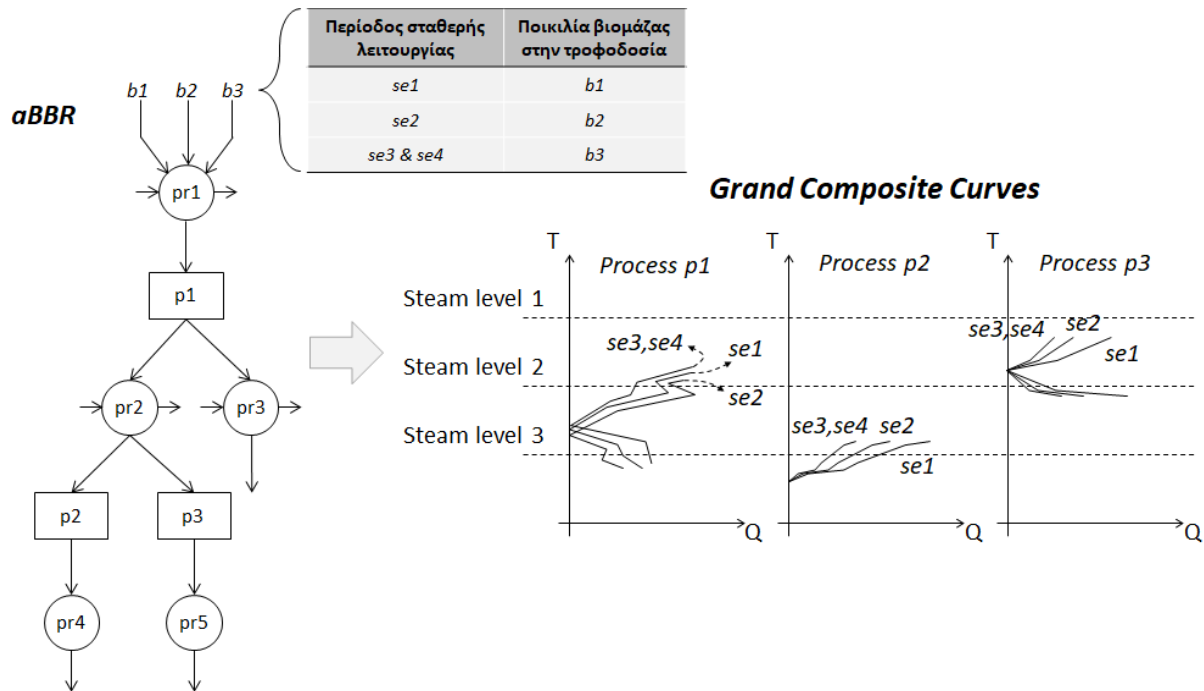 Περίοδος σταθερής λειτουργίας
Ποικιλία βιομάζας στην τροφοδοσία
se1
b1
se2
b2
se3 & se4
b3
aBBR
b1
b2
b3
pr1
p1
pr2
pr3
p2
p3
pr4
pr5
Grand Composite Curves
Steam level 1
Steam level 2
Steam level 3
T
Process p1
se3,se4
se1
se2
Q
T
Process p2
se3,se4
se2
se1
Q
T
Process p3
se3,se4
se2
se1
Q